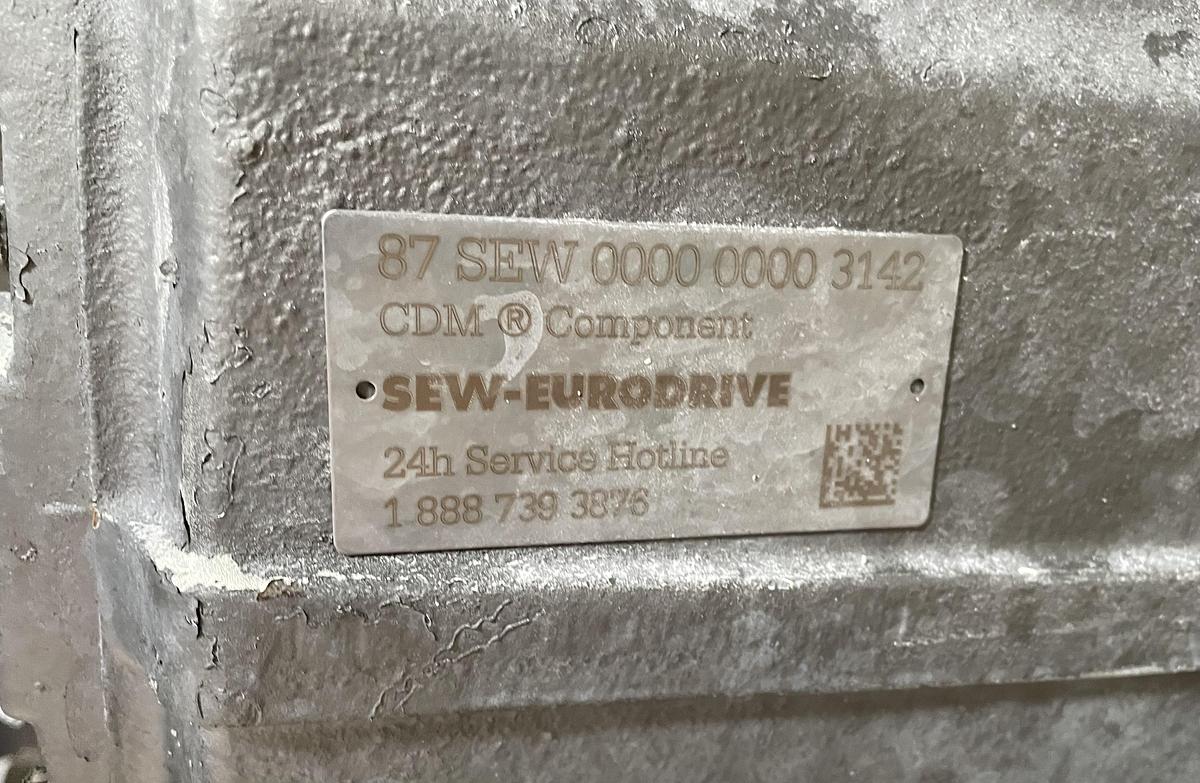 87 SEW 0000 0000 3142
CDM ® Component
SEW-EURODRIVE
24h Service Hotline
1 888 739 3876